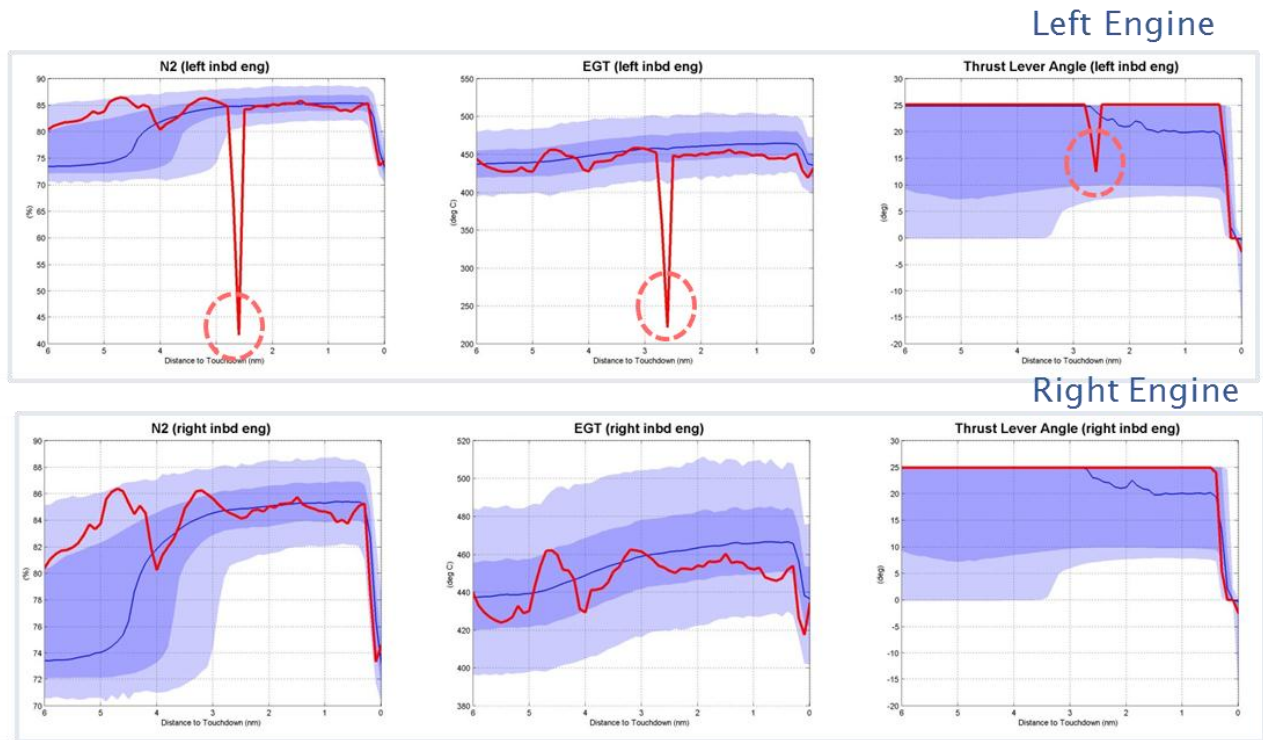 Left Engine
N2 (left inbd eng)
90
85
80
75
70
65
60
55
50
45
40
(%)
6 5 4 3 2 1 0
Distance to Touchdown (nm)
EGT (left inbd eng)
550
500
450
400
350
300
250
200
(deg C)
6 5 4 3 2 1 0
Distance to Touchdown (nm)
Thrust Lever Angle (left inbd eng)
30
25
20
15
10
5
0
-5
-10
-15
-20
(deg)
6 5 4 3 2 1 0
Distance to Touchdown (nm)
Right Engine
N2 (right inbd eng)
90
88
86
84
82
80
78
76
74
72
70
(%)
6 5 4 3 2 1 0
Distance to Touchdown (nm)
EGT (right inbd eng)
520
500
480
460
440
420
400
380
(deg C)
6 5 4 3 2 1 0
Distance to Touchdown (nm)
Thrust Lever Angle (right inbd eng)
30
25
20
15
10
5
0
-5
-10
-15
-20
(deg)
6 5 4 3 2 1 0
Distance to Touchdown (nm)